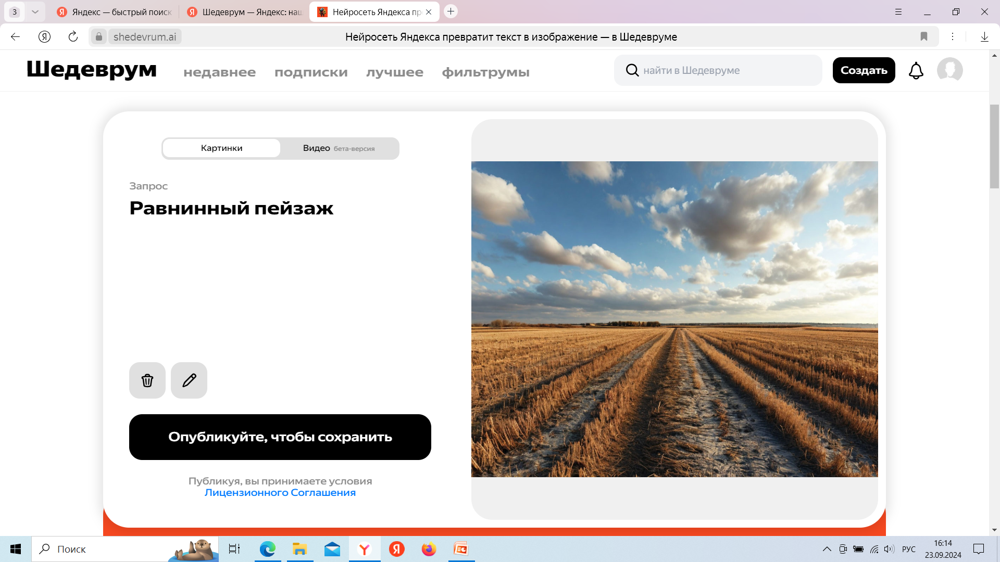 3
Яндекс — быстрый поиск
Шедеврум — Яндекс: наш
Нейросеть Яндекса пр
shedevrum.ai
Нейросеть Яндекса превратит текст в изображение — в Шедевруме
Шедеврум
недавнее
подписки
лучшее
фильтрумы
найти в Шедевруме
Создать
Картинки
Видео бета-версия
Запрос
Равнинный пейзаж
Опубликуйте, чтобы сохранить
Публикуя, вы принимаете условия
Лицензионного Соглашения
Поиск
РУС
16:14
23.09.2024